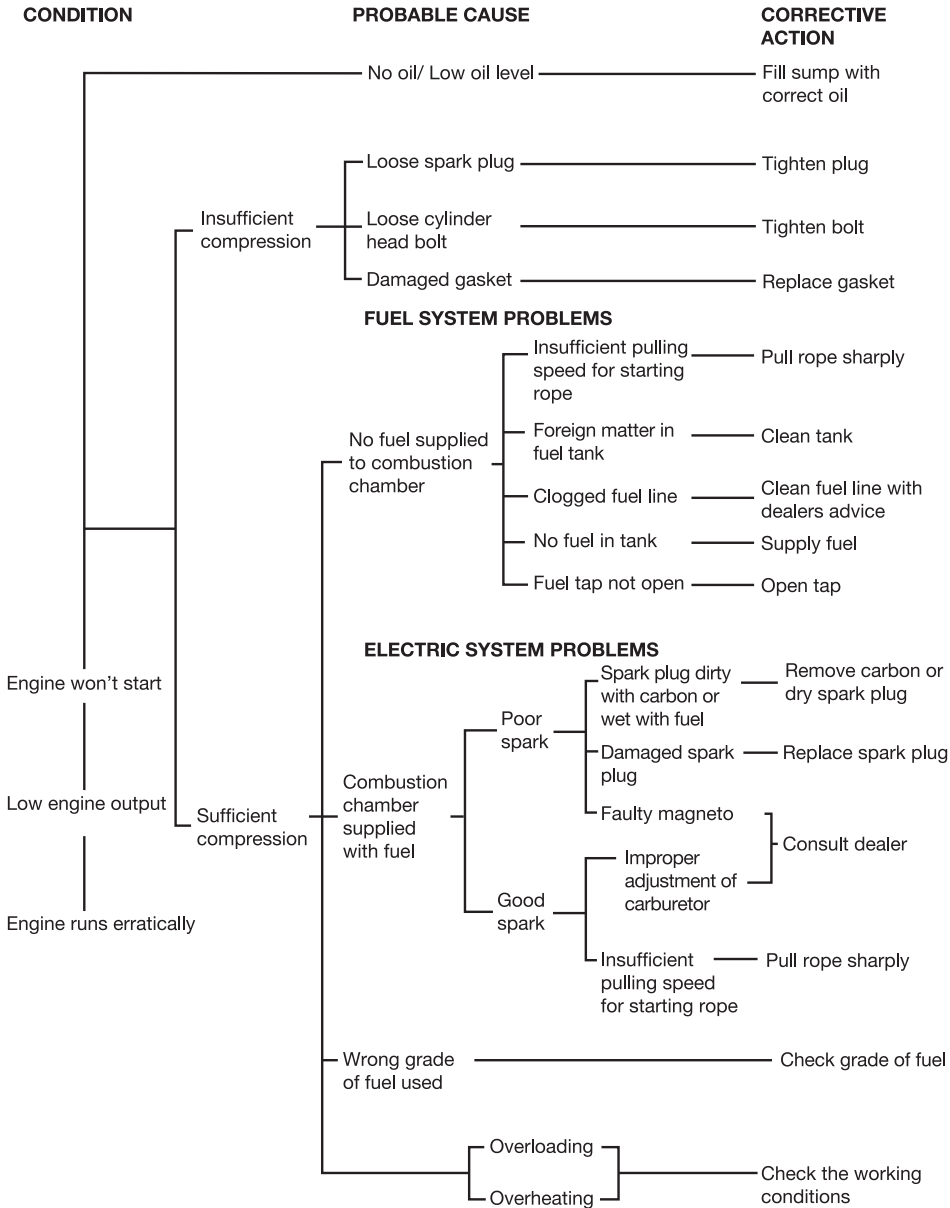 CONDITION
PROBABLE CAUSE
CORRECTIVE
ACTION
No oil/ Low oil level
Fill sump with
correct oil
Insufficient
compression
Loose spark plug
Tighten plug
Loose cylinder
head bolt
Tighten bolt
Damaged gasket
Replace gasket
FUEL SYSTEM PROBLEMS
No fuel supplied
to combustion
chamber
Insufficient pulling
speed for starting
rope
Pull rope sharply
Foreign matter in
fuel tank
Clean tank
Clogged fuel line
Clean fuel line with
dealers advice
No fuel in tank
Supply fuel
Fuel tap not open
Open tap
ELECTRIC SYSTEM PROBLEMS
Engine won’t start
Low engine output
Engine runs erratically
Sufficient
compression
Combustion
chamber
supplied
with fuel
Poor
spark
Spark plug dirty
with carbon or
wet with fuel
Remove carbon or
dry spark plug
Damaged spark
plug
Replace spark plug
Faulty magneto
Consult dealer
Good
spark
Improper
adjustment of
carburetor
Insufficient
pulling speed
for starting rope
Pull rope sharply
Wrong grade
of fuel used
Check grade of fuel
Overloading
Overheating
Check the working
conditions